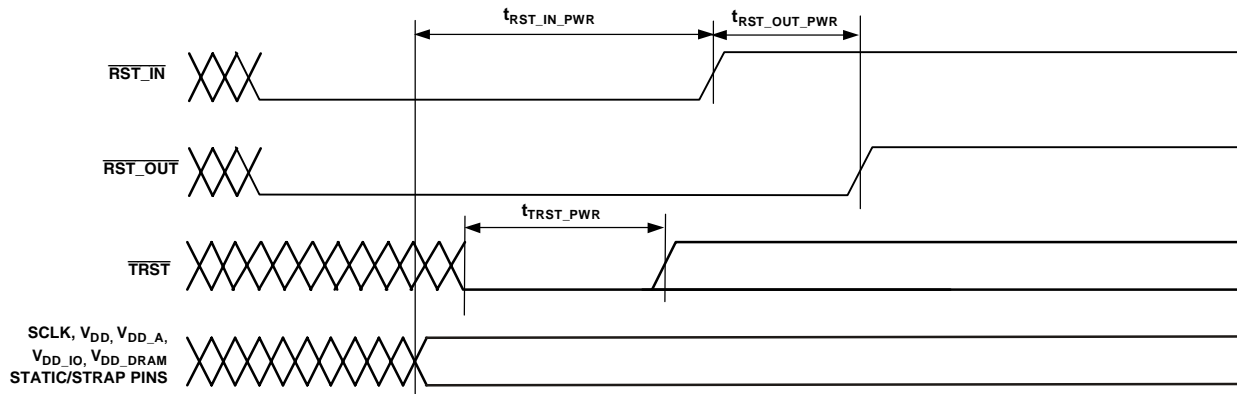 tRST_IN_PWR
tRST_OUT_PWR
RST_IN
RST_OUT
tTRST_PWR
TRST
SCLK, VDD, VDD_A,
VDD_IO, VDD_DRAM
STATIC/STRAP PINS